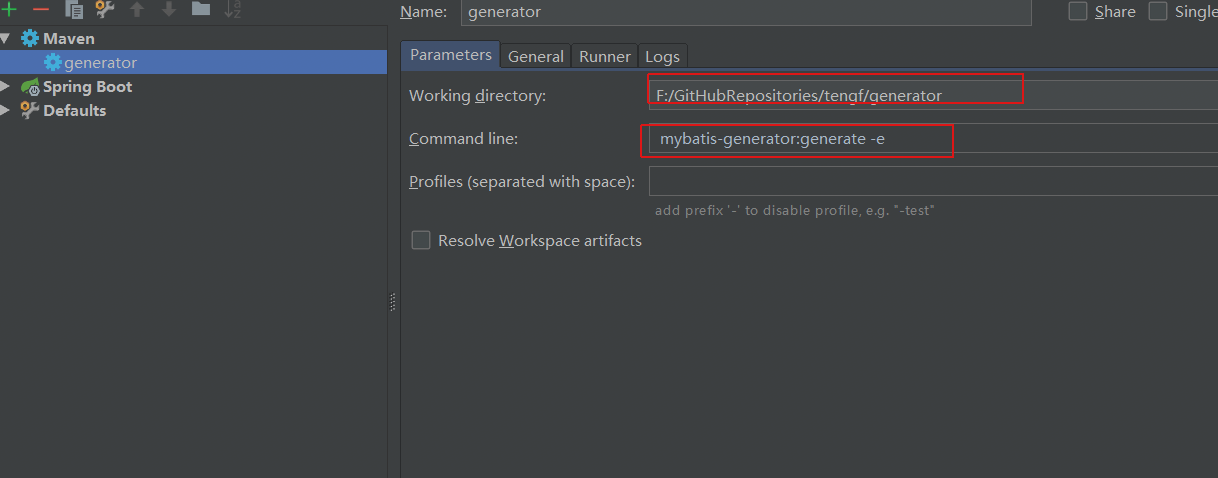 Name: generator Share Single
Maven
generator
Spring Boot
Defaults
Parameters General Runner Logs
Working directory: F:/GitHubRepositories/tengf/generator
Command line: mybatis-generator:generate -e
Profiles (separated with space):
add prefix '-' to disable profile, e.g. "-test"
Resolve Workspace artifacts